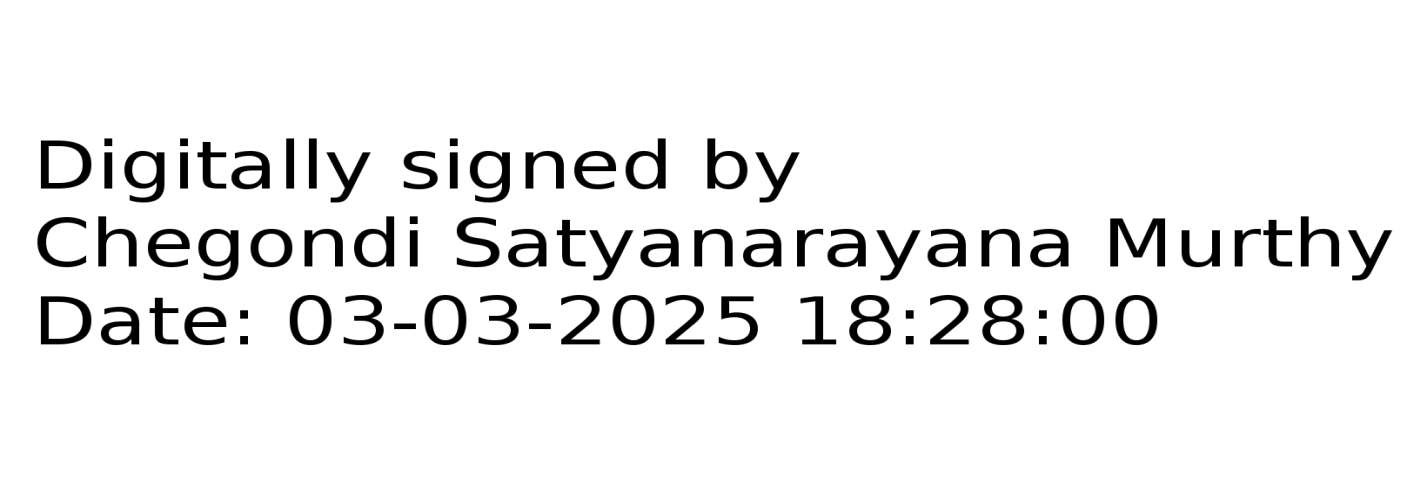 Digitally signed by
Chegondi Satyanarayana Murthy
Date: 03-03-2025 18:28:00